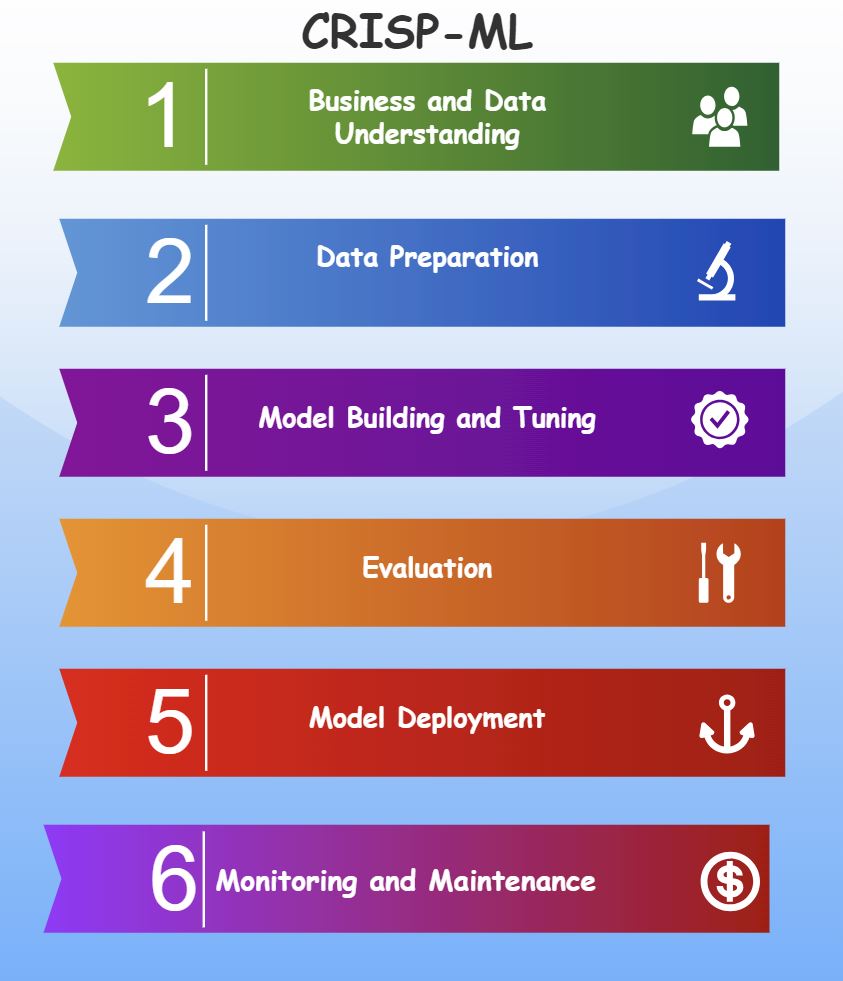 CRISP-ML
1
Business and Data
Understanding
2
Data Preparation
3
Model Building and Tuning
4
Evaluation
5
Model Deployment
6
Monitoring and Maintenance
$